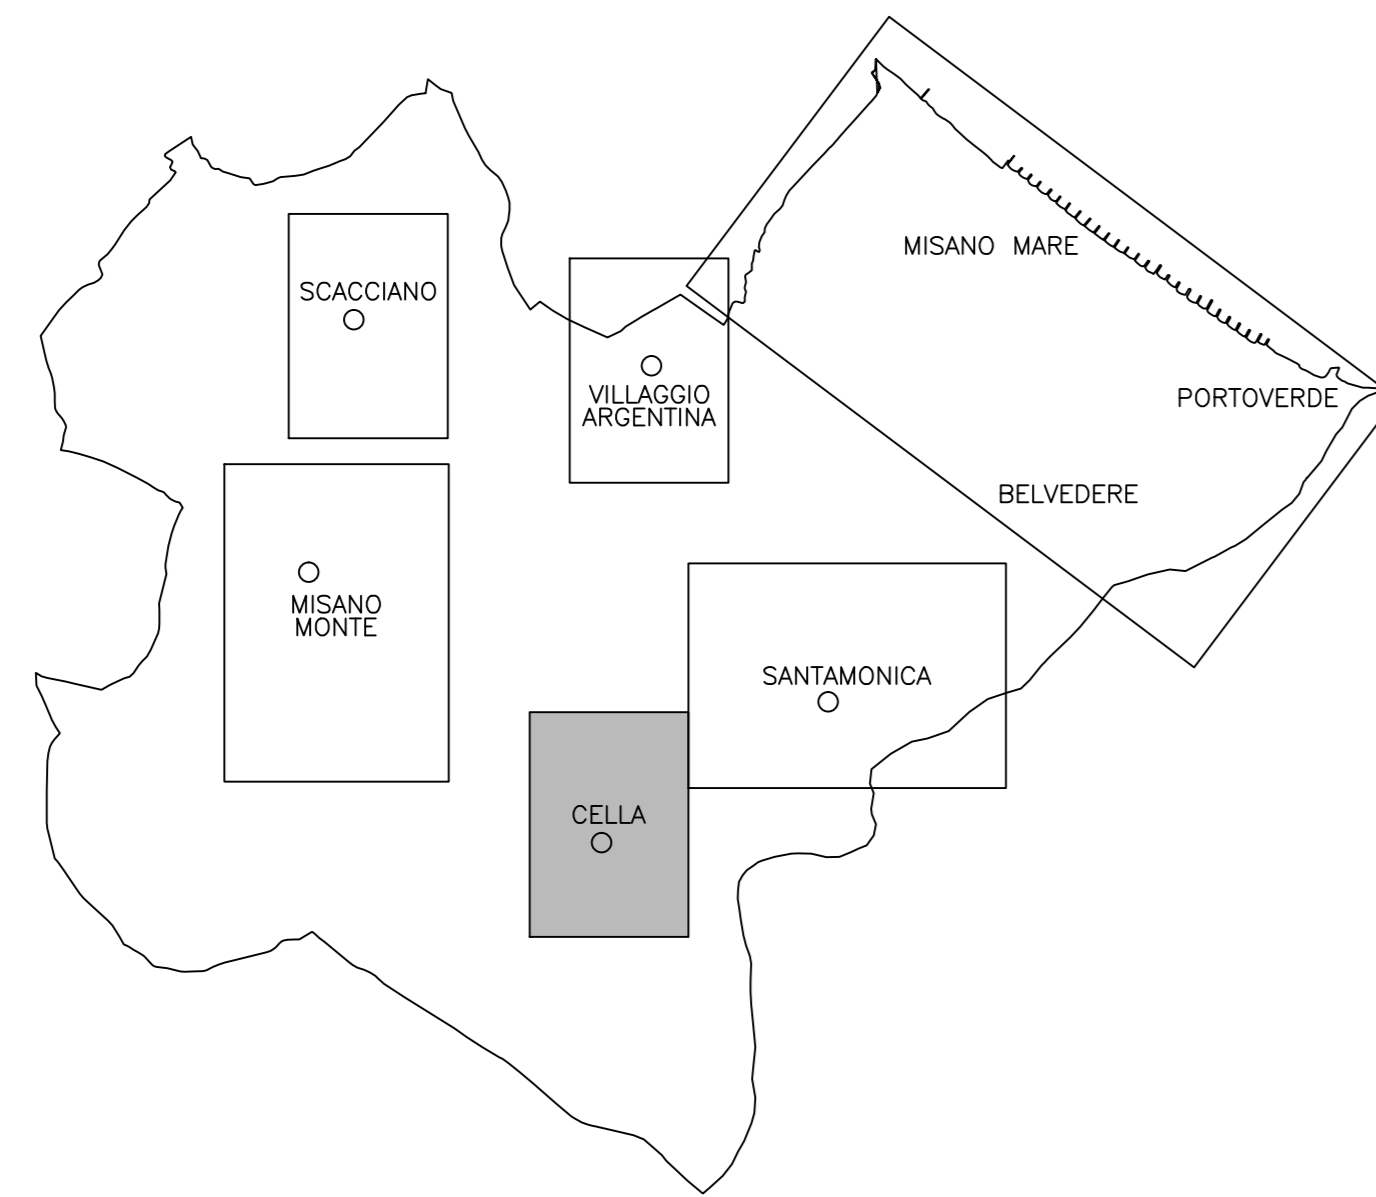 MISANO MARE
SCACCIANO
VILLAGGIO
ARGENTINA
PORTOVERDE
BELVEDERE
MISANO
MONTE
SANTAMONICA
CELLA